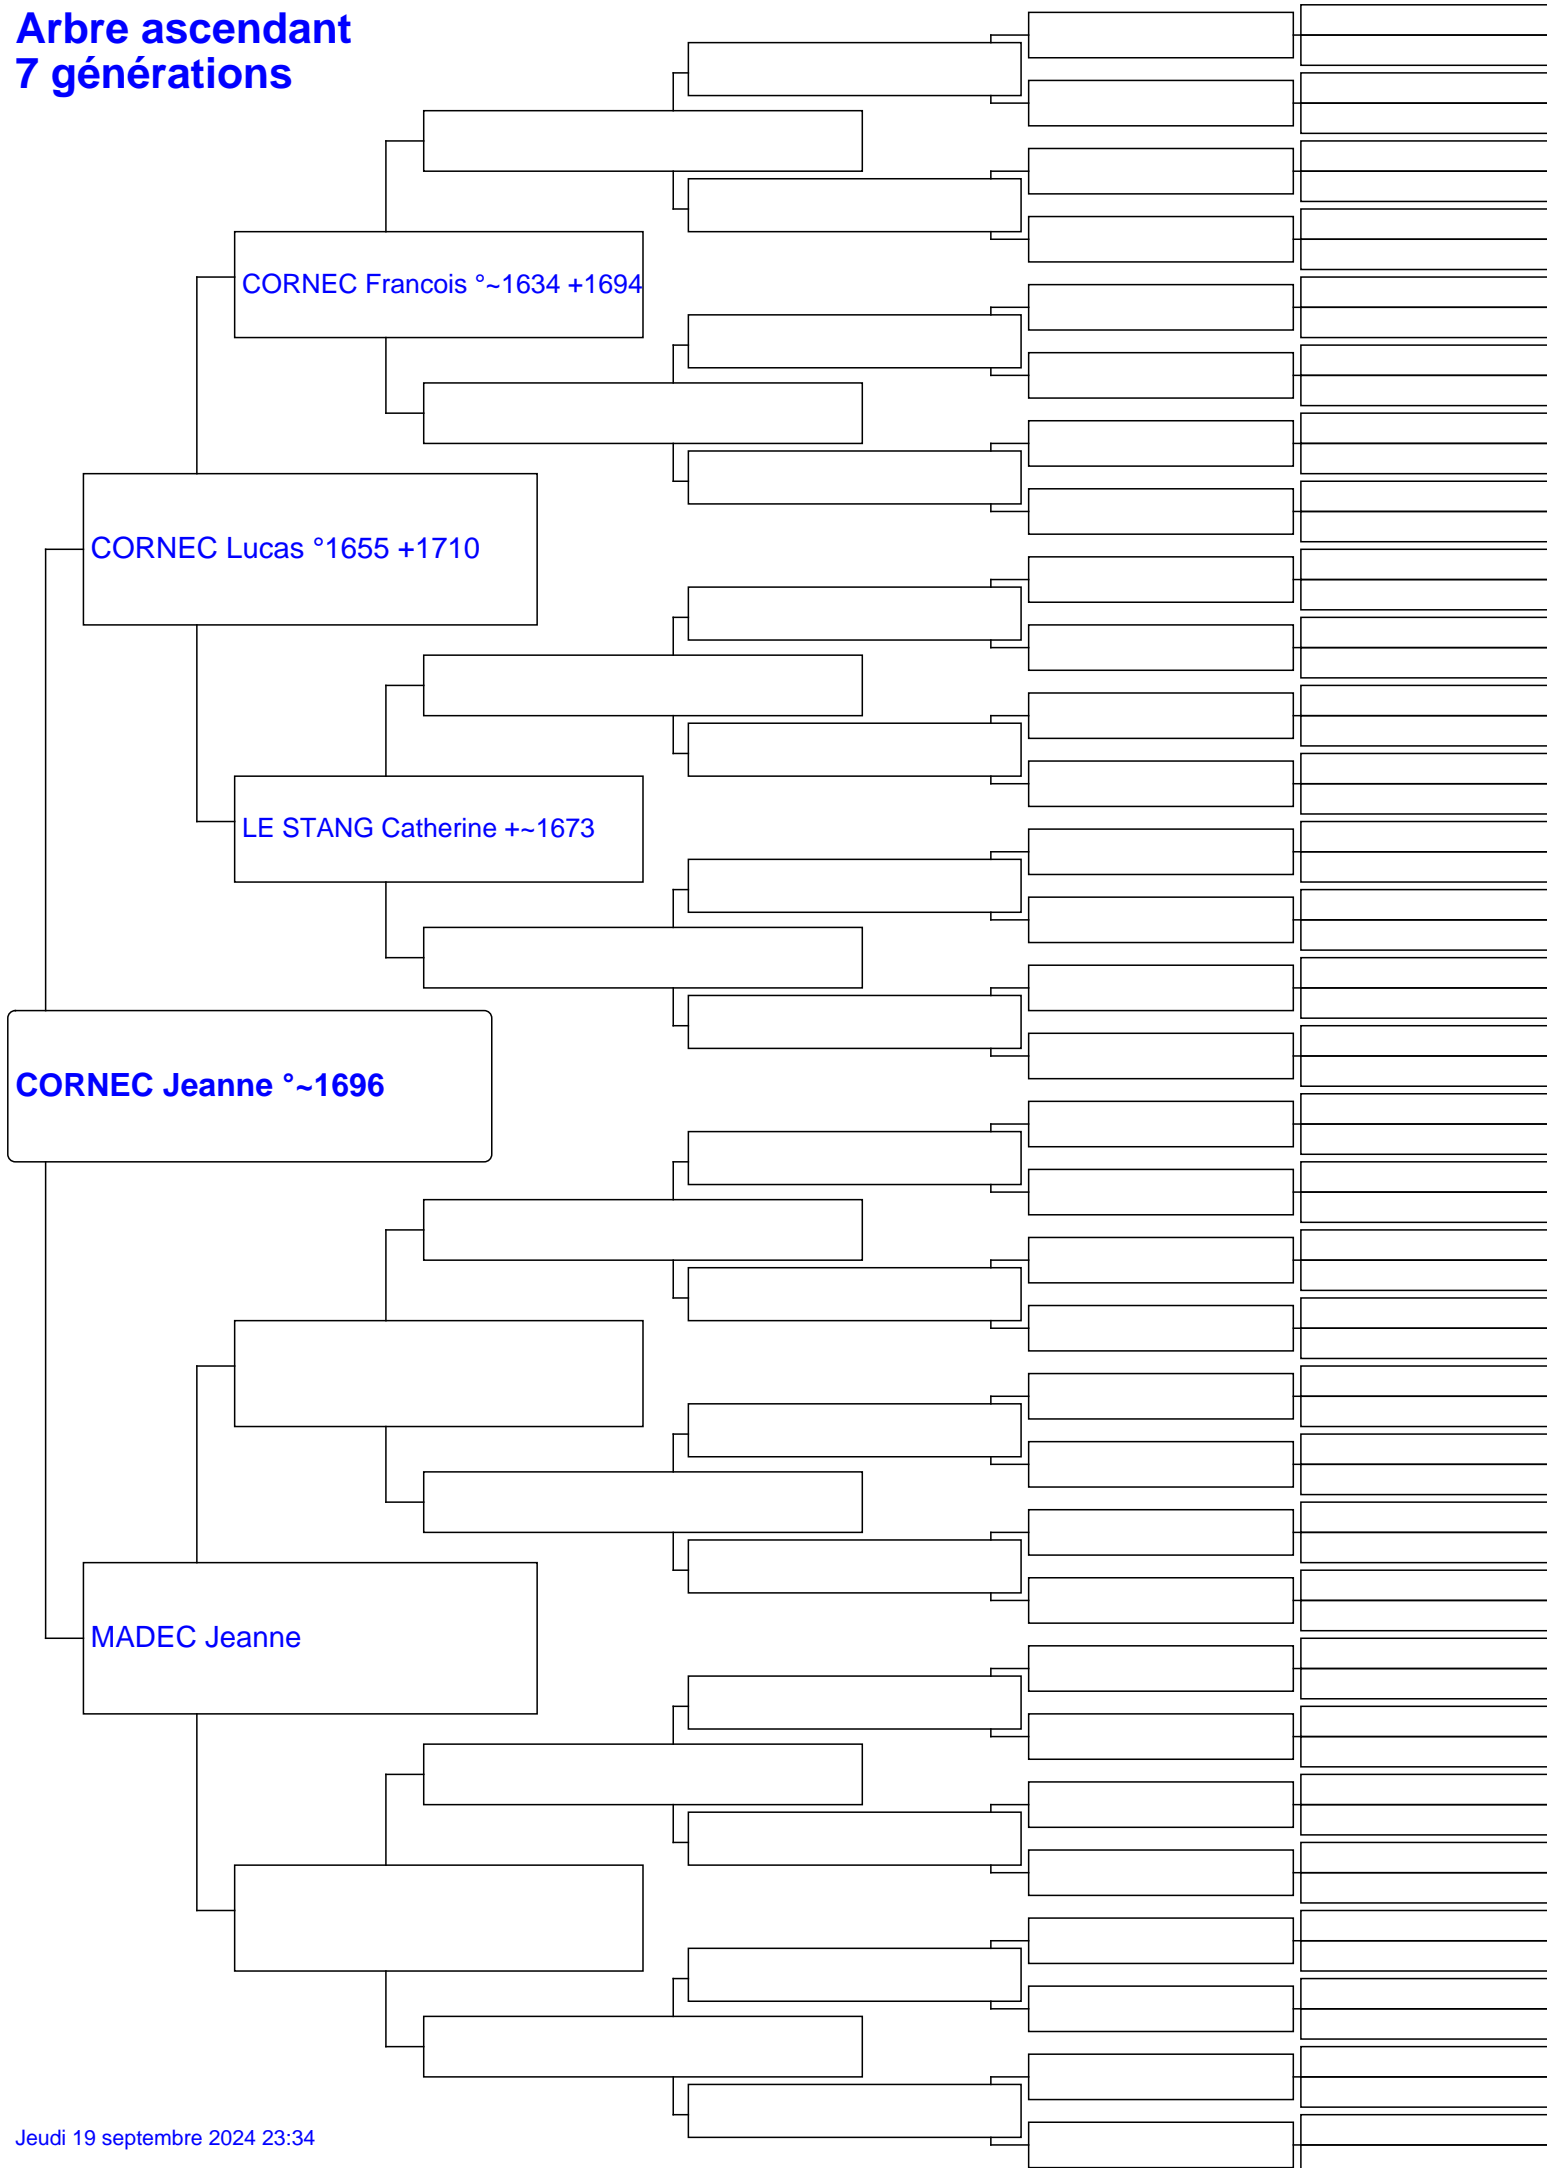 Arbre ascendant
7 générations
CORNEC Francois °~1634 +1694
CORNEC Lucas °1655 +1710
LE STANG Catherine +~1673
CORNEC Jeanne °~1696
MADEC Jeanne
Jeudi 19 septembre 2024 23:34